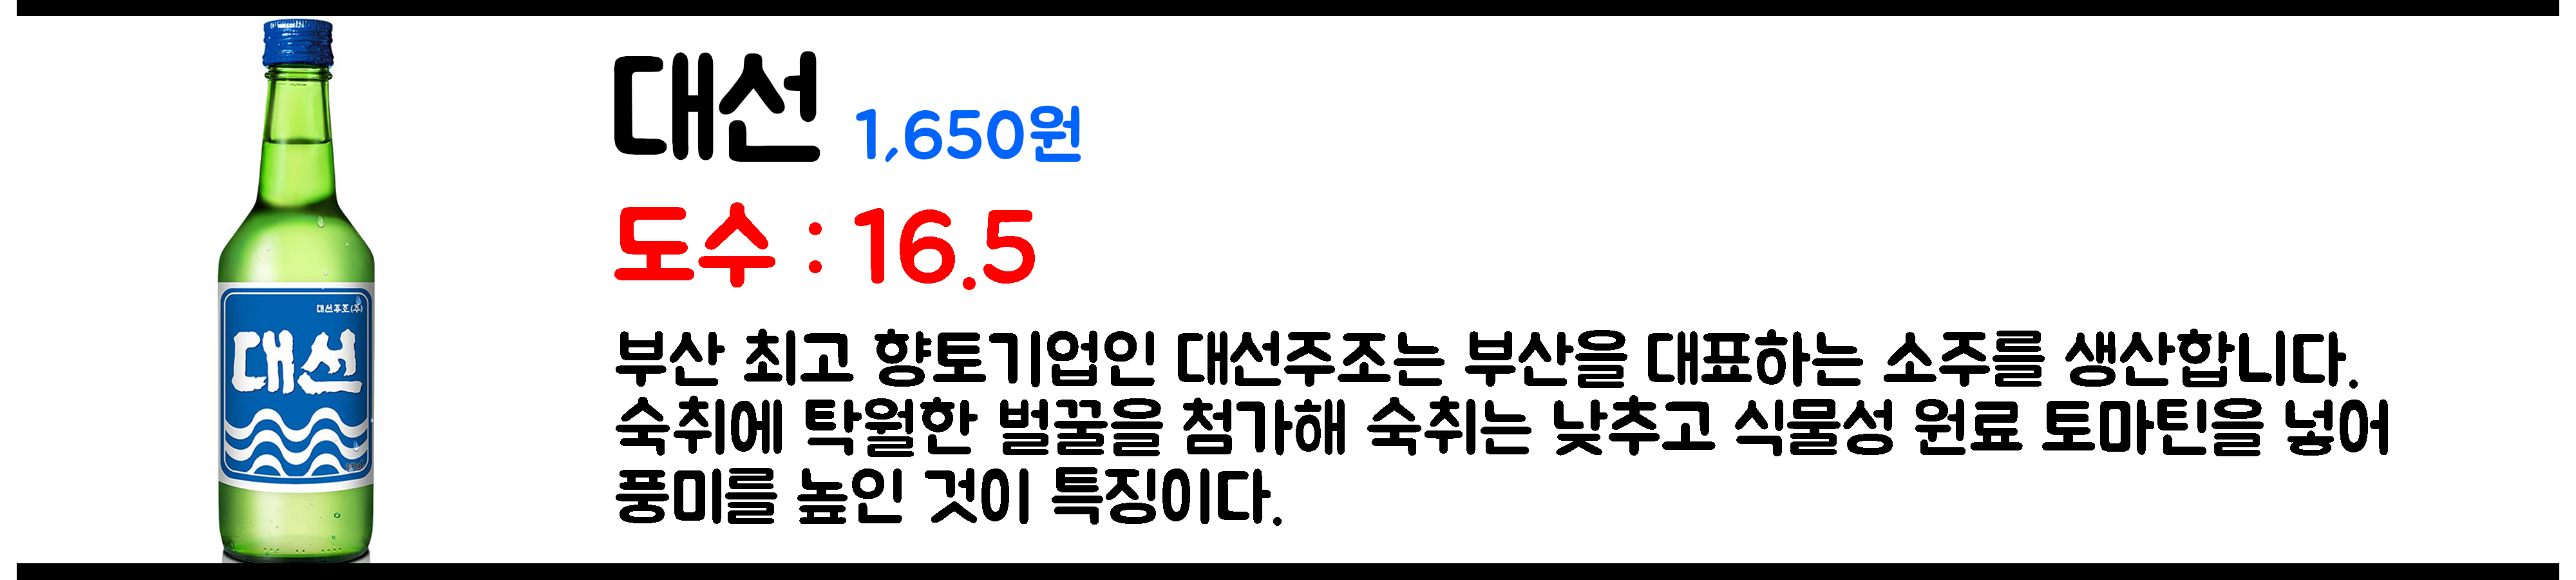 대선 1,650원
도수 : 16.5
부산 최고 향토기업인 대선주조는 부산을 대표하는 소주를 생산합니다.
숙취에 탁월한 벌꿀을 첨가해 숙취는 낮추고 식물성 원료 토마틴을 넣어
풍미를 높인 것이 특징이다.
대선주조(주)
대선